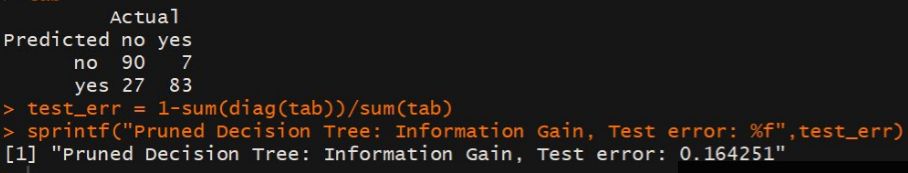 Actual
Predicted no yes
no 90 7
yes 27 83
> test_err = 1-sum(diag(tab))/sum(tab)
> sprintf("Pruned Decision Tree: Information Gain, Test error: %f",test_err)
[1] "Pruned Decision Tree: Information Gain, Test error: 0.164251"